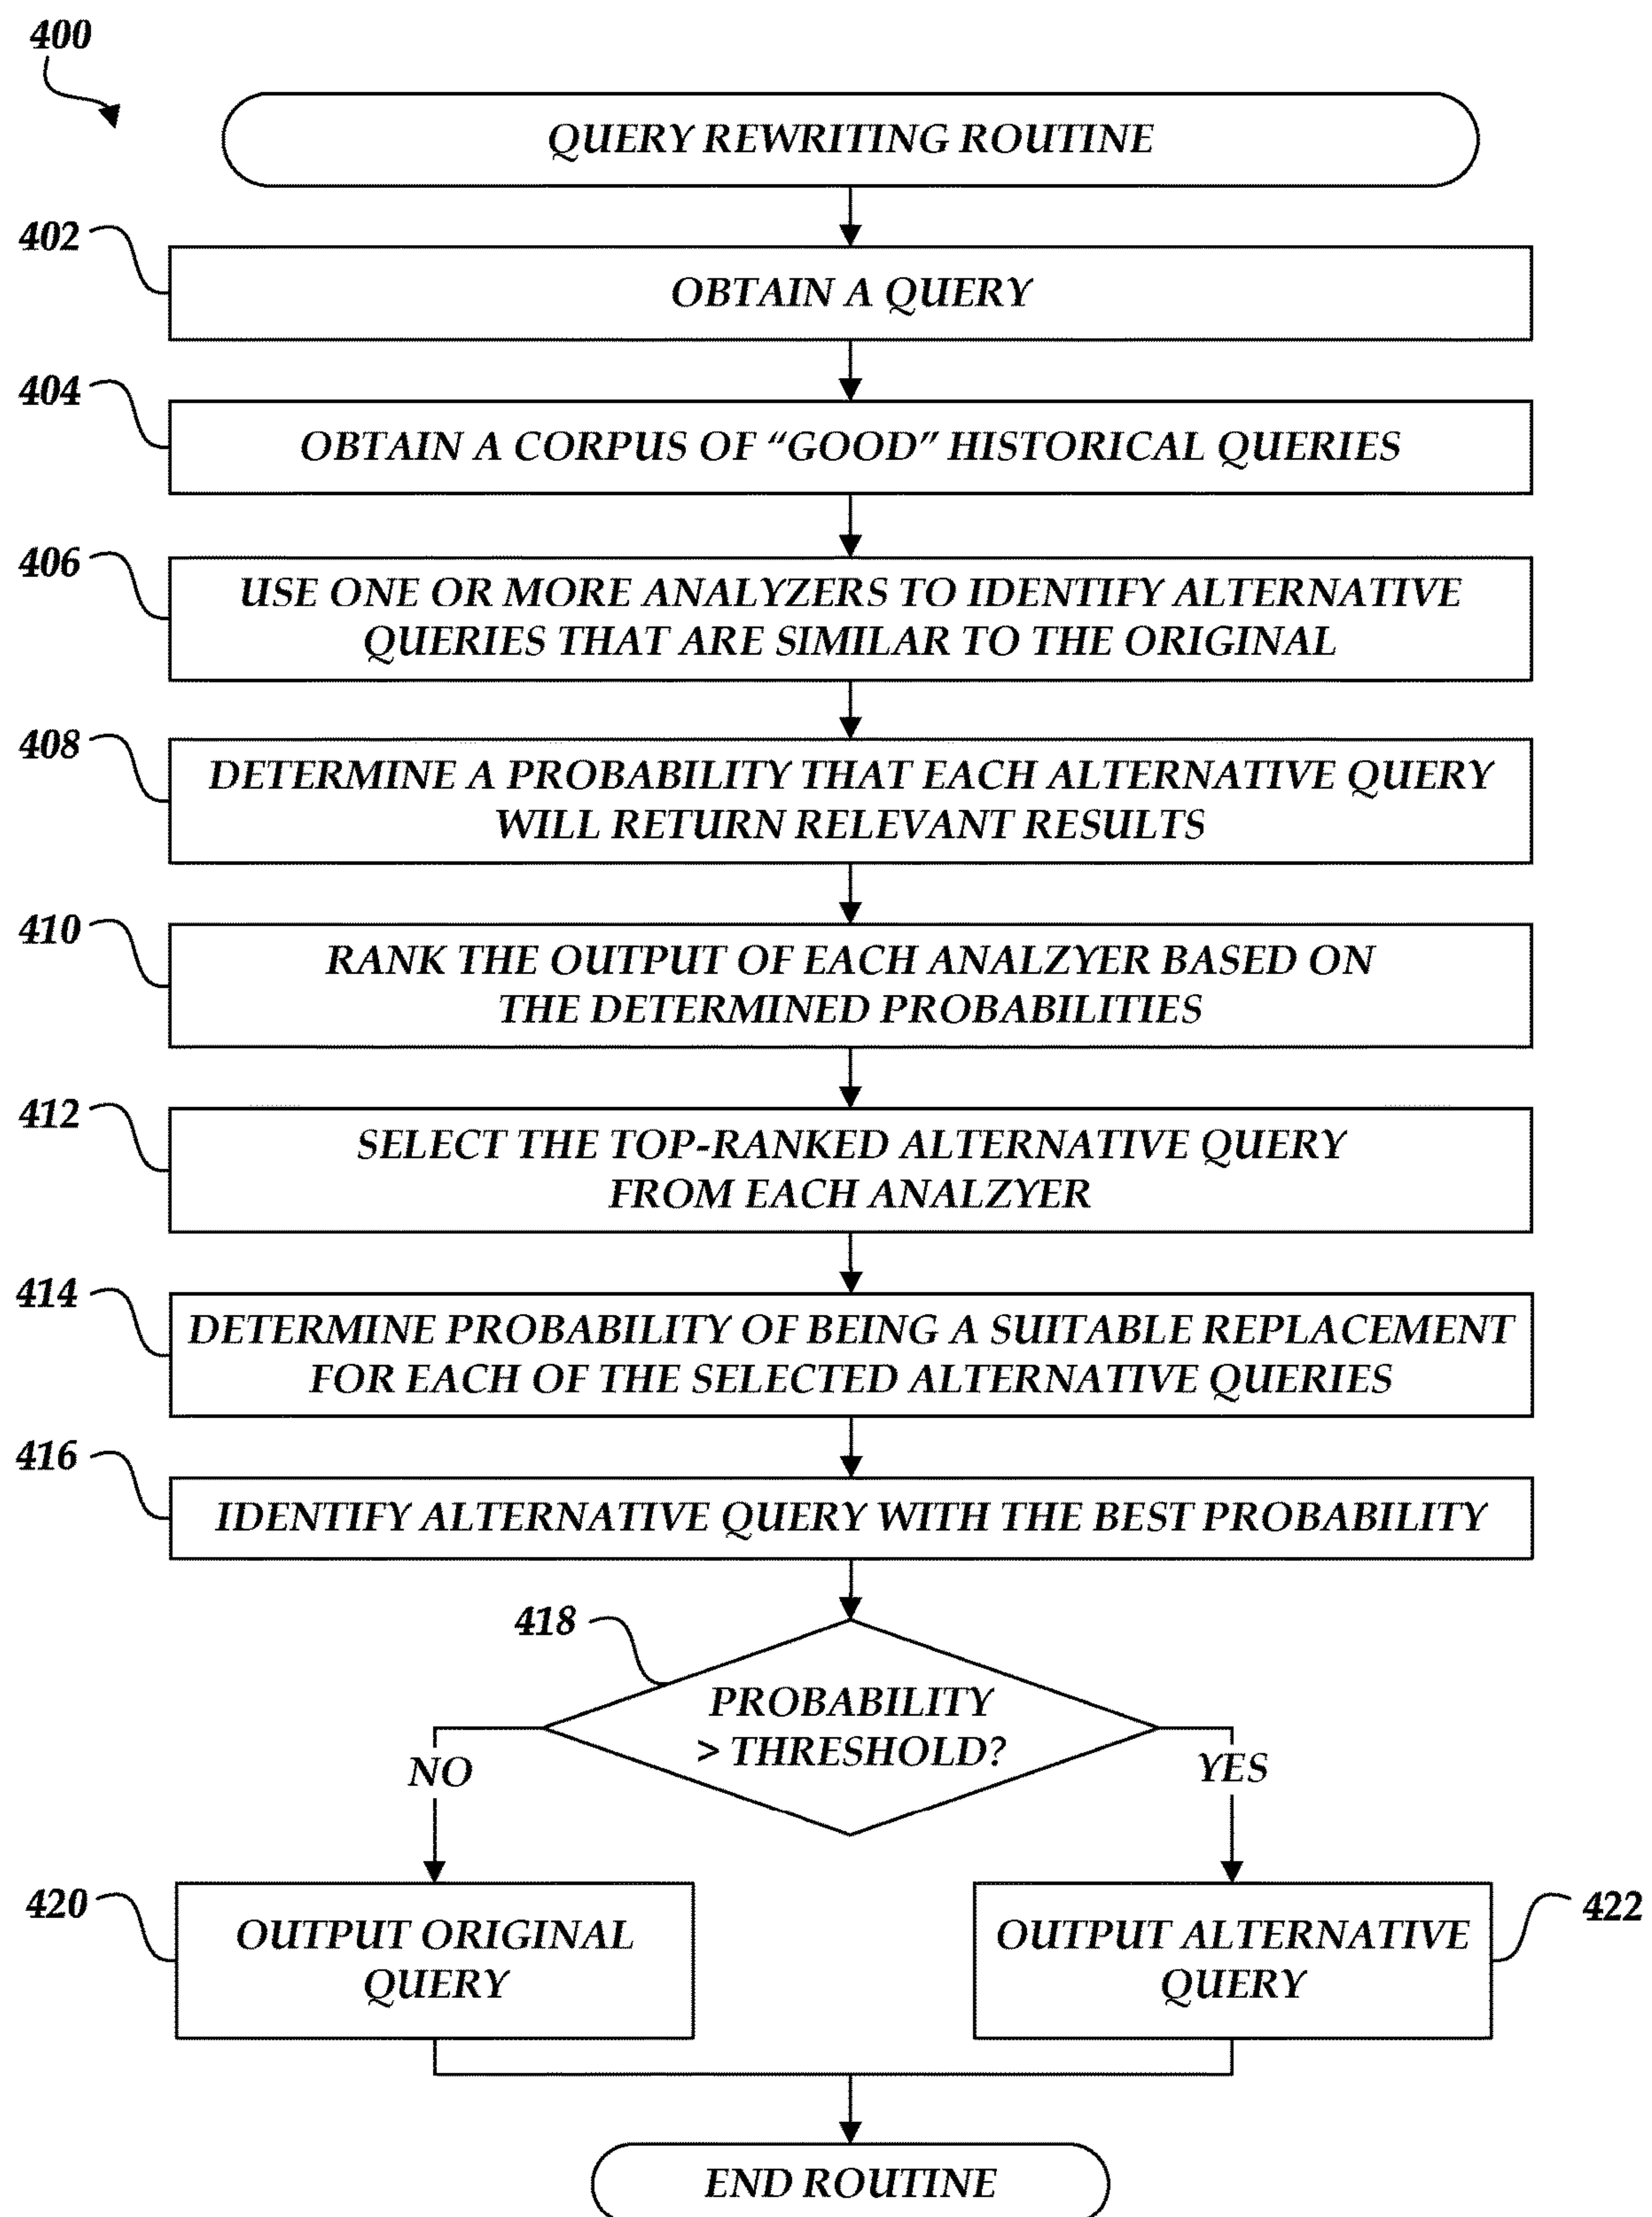 400
QUERY REWRITING ROUTINE
402
OBTAIN A QUERY
404
OBTAIN A CORPUS OF “GOOD” HISTORICAL QUERIES
406
USE ONE OR MORE ANALYZERS TO IDENTIFY ALTERNATIVE
QUERIES THAT ARE SIMILAR TO THE ORIGINAL
408
DETERMINE A PROBABILITY THAT EACH ALTERNATIVE QUERY
WILL RETURN RELEVANT RESULTS
410
RANK THE OUTPUT OF EACH ANALZYER BASED ON
THE DETERMINED PROBABILITIES
412
SELECT THE TOP-RANKED ALTERNATIVE QUERY
FROM EACH ANALZYER
414
DETERMINE PROBABILITY OF BEING A SUITABLE REPLACEMENT
FOR EACH OF THE SELECTED ALTERNATIVE QUERIES
416
IDENTIFY ALTERNATIVE QUERY WITH THE BEST PROBABILITY
418
PROBABILITY
> THRESHOLD?
NO
YES
420
OUTPUT ORIGINAL
QUERY
OUTPUT ALTERNATIVE
QUERY
422
END ROUTINE